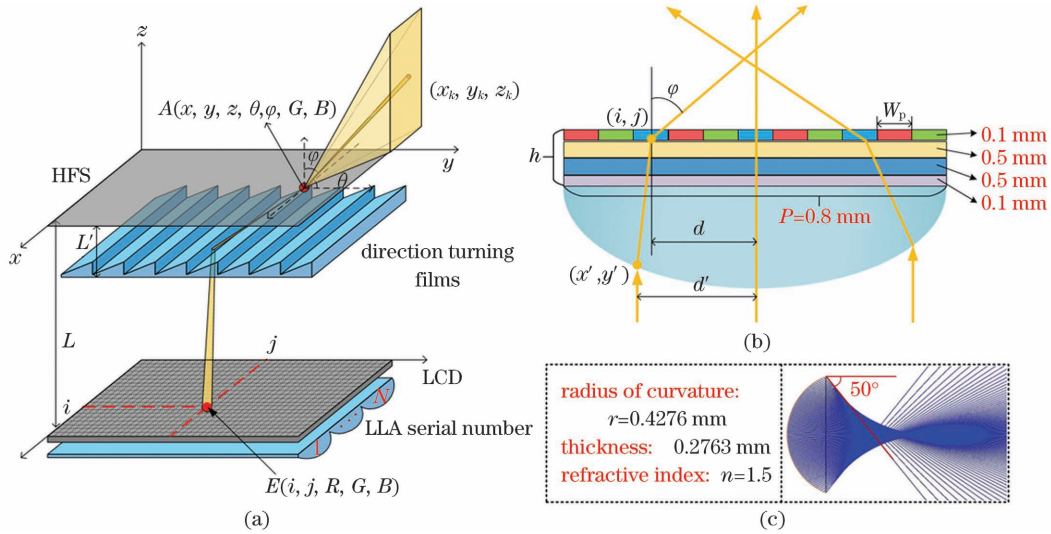 z
A(x, y, z, θ,φ, G, B)
(x_k, y_k, z_k)
φ
θ
y
HFS
x
L′
direction turning
films
L
j
LCD
i
N
LLA serial number
1
E(i, j, R, G, B)
(a)
φ
(i, j)
W_p
h
0.1 mm
0.5 mm
0.5 mm
0.1 mm
P=0.8 mm
d
(x′,y′)
d′
(b)
radius of curvature:
r=0.4276 mm
thickness: 0.2763 mm
refractive index: n=1.5
50°
(c)